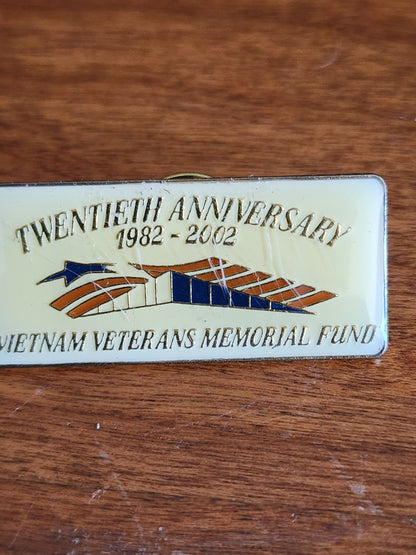 TWENTIETH ANNIVERSARY
1982 - 2002
VIETNAM VETERANS MEMORIAL FUND